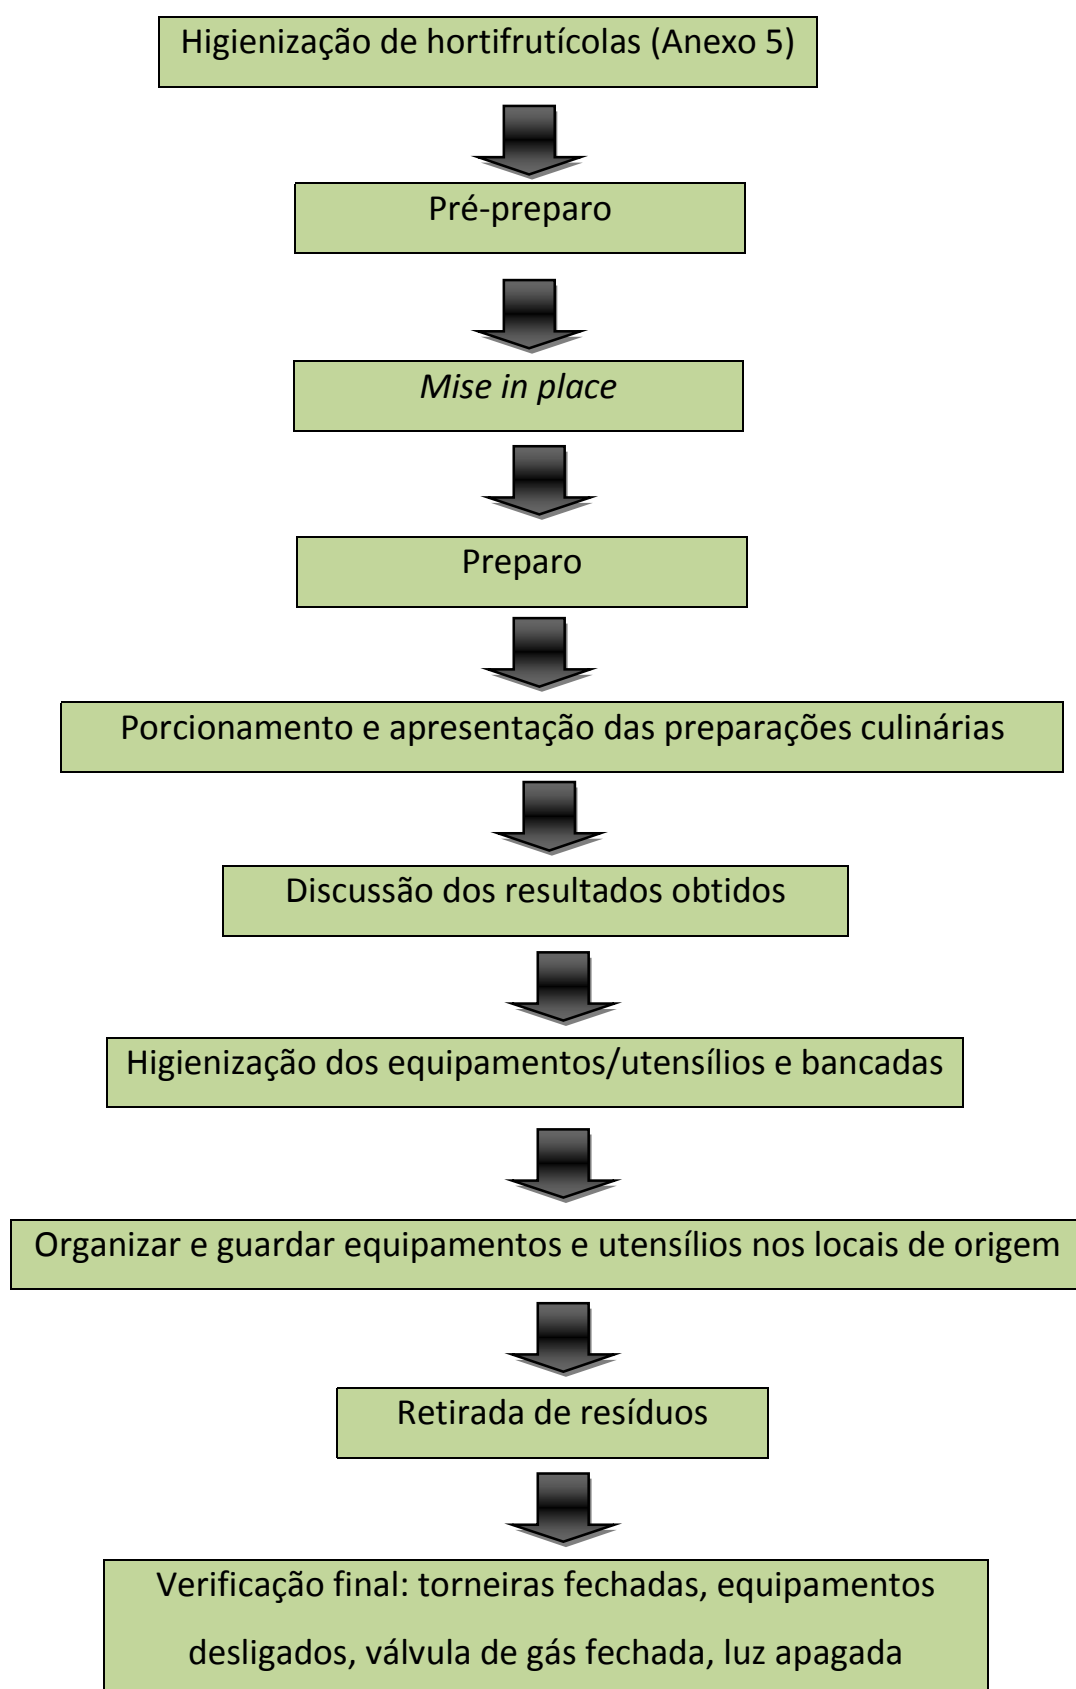 Higienização de hortifrutícolas (Anexo 5)
Pré-preparo
Mise in place
Preparo
Porcionamento e apresentação das preparações culinárias
Discussão dos resultados obtidos
Higienização dos equipamentos/utensílios e bancadas
Organizar e guardar equipamentos e utensílios nos locais de origem
Retirada de resíduos
Verificação final: torneiras fechadas, equipamentos
desligados, válvula de gás fechada, luz apagada